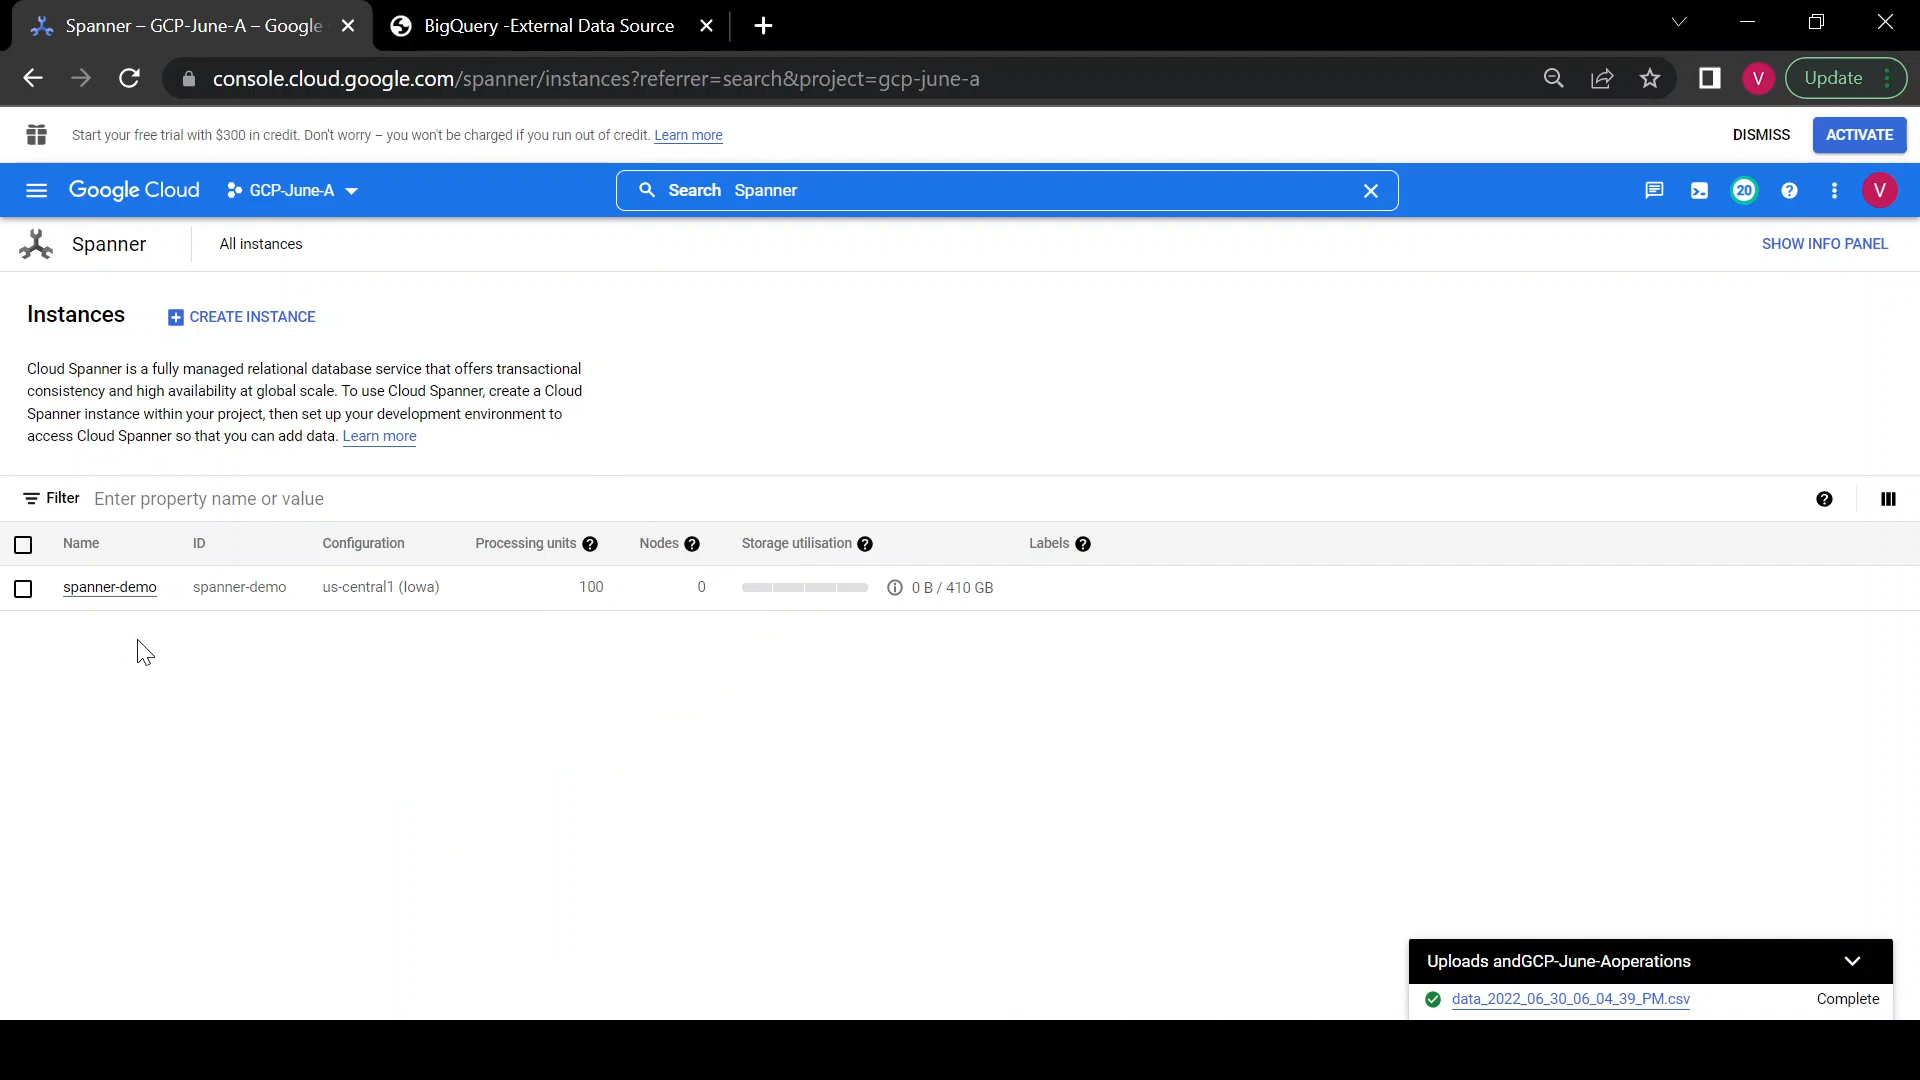 Spanner – GCP-June-A – Google
BigQuery -External Data Source
console.cloud.google.com/spanner/instances?referrer=search&project=gcp-june-a
V
Update
Start your free trial with $300 in credit. Don't worry – you won't be charged if you run out of credit. Learn more
DISMISS
ACTIVATE
Google Cloud
GCP-June-A
Search Spanner
20
V
Spanner
All instances
SHOW INFO PANEL
Instances
CREATE INSTANCE
Cloud Spanner is a fully managed relational database service that offers transactional
consistency and high availability at global scale. To use Cloud Spanner, create a Cloud
Spanner instance within your project, then set up your development environment to
access Cloud Spanner so that you can add data. Learn more
Filter Enter property name or value
Name ID Configuration Processing units Nodes Storage utilisation Labels
spanner-demo spanner-demo us-central1 (Iowa) 100 0 0 B / 410 GB
Uploads andGCP-June-Aoperations
data_2022_06_30_06_04_39_PM.csv Complete